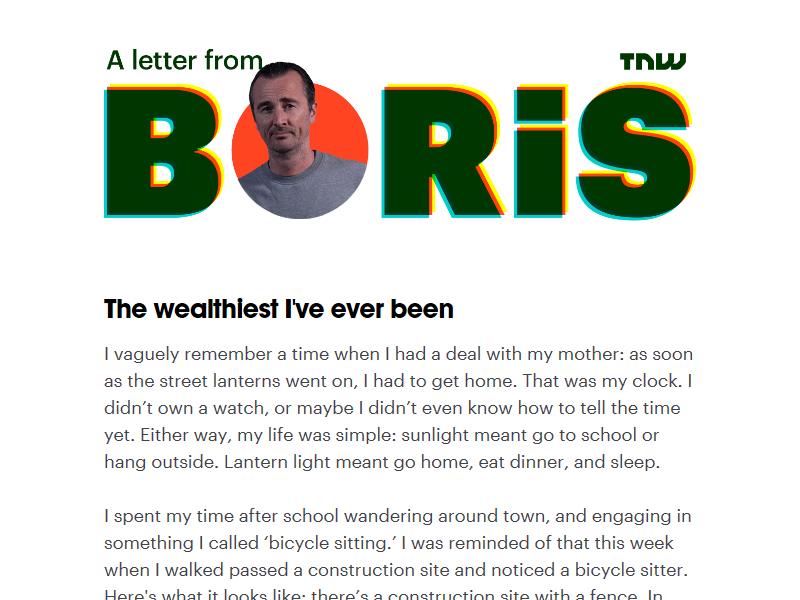 A letter from
TNW
BORiS
The wealthiest I've ever been
I vaguely remember a time when I had a deal with my mother: as soon
as the street lanterns went on, I had to get home. That was my clock. I
didn’t own a watch, or maybe I didn’t even know how to tell the time
yet. Either way, my life was simple: sunlight meant go to school or
hang outside. Lantern light meant go home, eat dinner, and sleep.
I spent my time after school wandering around town, and engaging in
something I called ‘bicycle sitting.’ I was reminded of that this week
when I walked passed a construction site and noticed a bicycle sitter.
Here's what it looks like: there’s a construction site with a fence. In